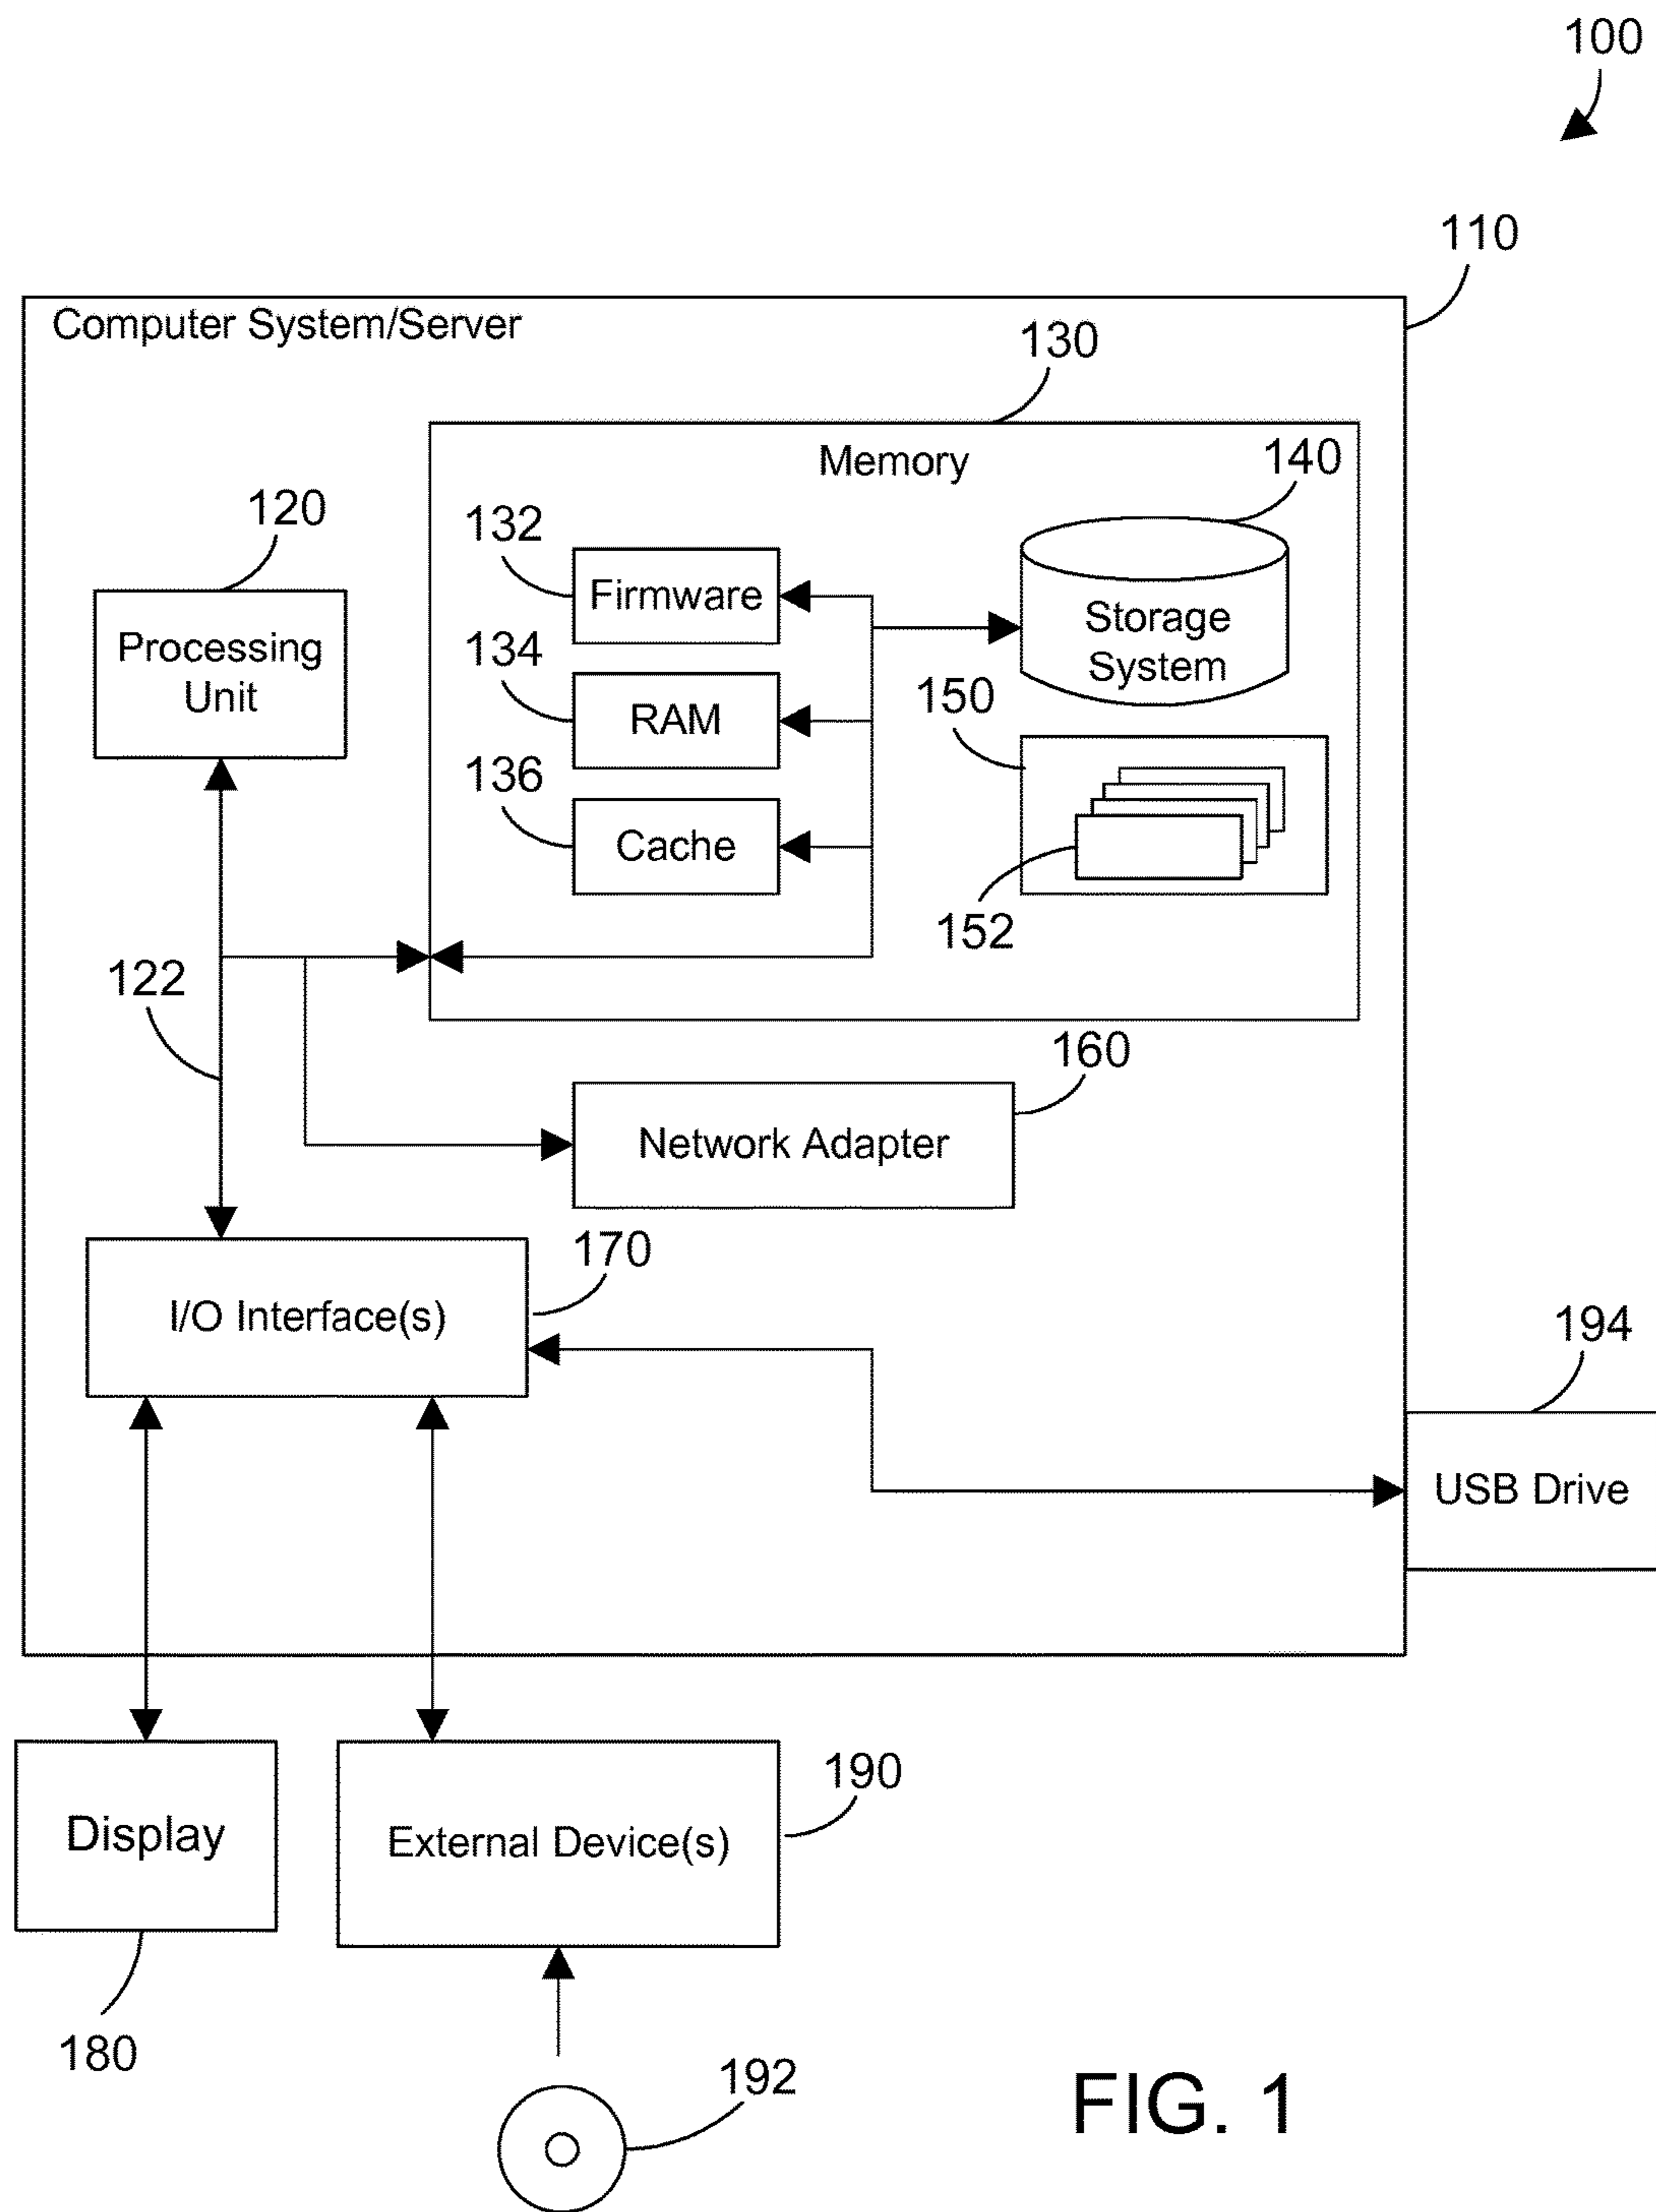 100
110
Computer System/Server
130
Memory
140
120
132
Firmware
Processing
Unit
Storage
System
134
RAM
150
136
Cache
152
122
160
Network Adapter
170
I/O Interface(s)
194
USB Drive
190
Display
External Device(s)
180
192
FIG. 1